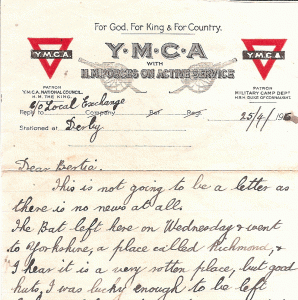 For God. For King & For Country.
Y.M.C.A
WITH
H.M. FORCES ON ACTIVE SERVICE
Y.M.C.A.
Y.M.C.A.
PATRON
Y.M.C.A. NATIONAL COUNCIL.
H.M. THE KING.
PATRON
MILITARY CAMP DEPT
H.R.H. DUKE OF CONNAUGHT.
Reply to c/o Local Exchange Company Bat. Reg. 25/4/191
Stationed at Derby
Dear Bertie.
This is not going to be a letter as
there is no news at all.
The Bat left here on Wednesday & went
to Yorkshire, a place called Richmond, &
I hear it is a very rotten place, but good
huts, I was lucky enough to be left